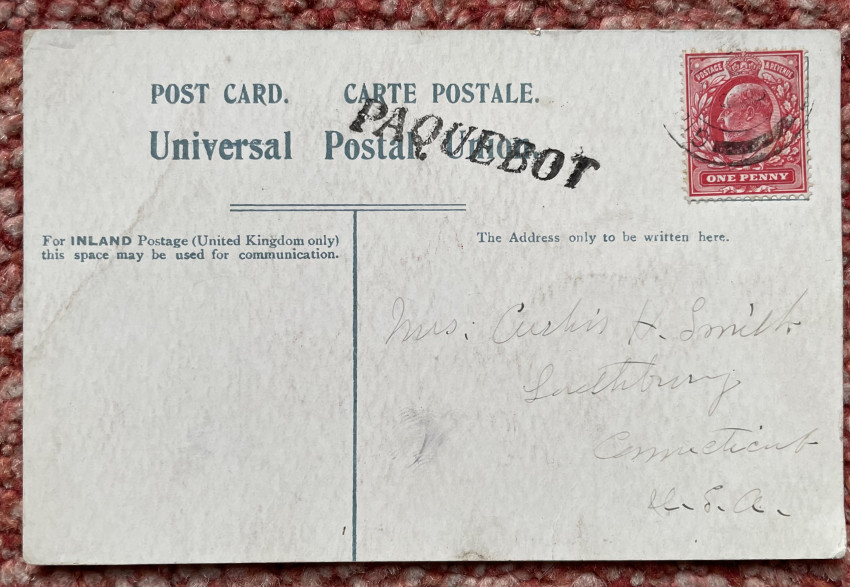 POST CARD. CARTE POSTALE.
Universal Postal Union
PAQUEBOT
POSTAGE & REVENUE
ONE PENNY
For INLAND Postage (United Kingdom only)
this space may be used for communication.
The Address only to be written here.
Mrs. Curtis H. Smith
Southbury
Connecticut
U.S.A.